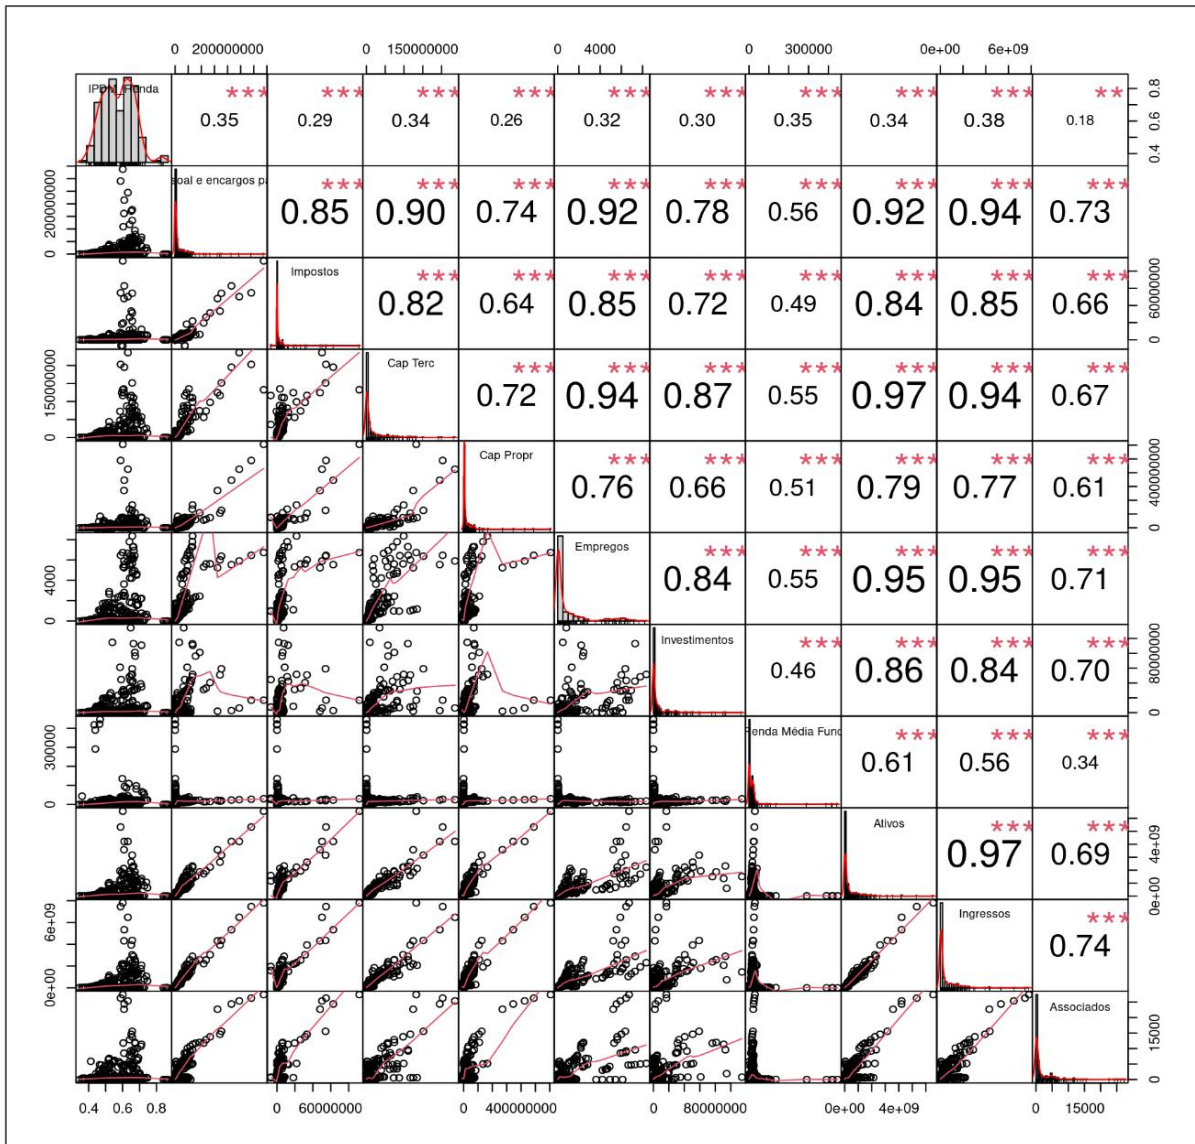 0 200000000 0 150000000 0 4000 0 300000 0e+00 6e+09
*** *** *** *** *** *** *** *** *** **
0.35 0.29 0.34 0.26 0.32 0.30 0.35 0.34 0.38 0.18
0.4 0.6 0.8
soal e encargos
*** *** *** *** *** *** *** *** ***
0.85 0.90 0.74 0.92 0.78 0.56 0.92 0.94 0.73
0 200000000
Impostos
*** *** *** *** *** *** *** ***
0.82 0.64 0.85 0.72 0.49 0.84 0.85 0.66
0 60000000
Cap Terc
*** *** *** *** *** *** ***
0.72 0.94 0.87 0.55 0.97 0.94 0.67
0 150000000
Cap Propr
*** *** *** *** *** ***
0.76 0.66 0.51 0.79 0.77 0.61
0 400000000
Empregos
*** *** *** *** ***
0.84 0.55 0.95 0.95 0.71
0 4000
Investimentos
*** *** *** ***
0.46 0.86 0.84 0.70
0 800000000
enda Média Func
*** *** ***
0.61 0.56 0.34
0 300000
Ativos
*** ***
0.97 0.69
0e+00 4e+09
Ingressos
***
0.74
0e+00 6e+09
Associados
0 15000
0.4 0.6 0.8 0 60000000 0 400000000 0 800000000 0e+00 4e+09 0 15000